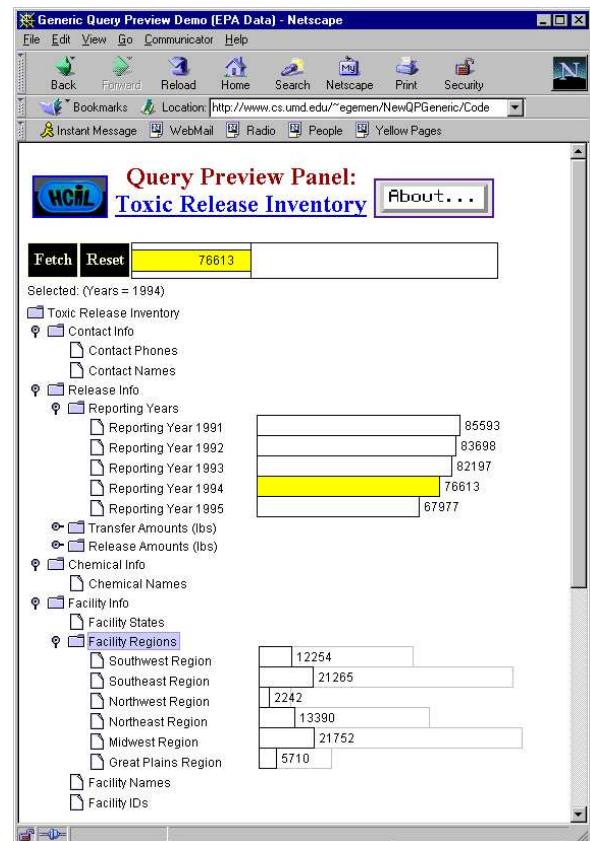 Generic Query Preview Demo (EPA Data) - Netscape
File Edit View Go Communicator Help
Back Forward Reload Home Search Netscape Print Security
N
Bookmarks Location: http://www.cs.umd.edu/~egemen/NewQPGeneric/Code
Instant Message WebMail Radio People Yellow Pages
HCIL
Query Preview Panel:
Toxic Release Inventory
About...
Fetch Reset 76613
Selected: (Years = 1994)
Toxic Release Inventory
Contact Info
Contact Phones
Contact Names
Release Info
Reporting Years
Reporting Year 1991 85593
Reporting Year 1992 83698
Reporting Year 1993 82197
Reporting Year 1994 76613
Reporting Year 1995 67977
Transfer Amounts (lbs)
Release Amounts (lbs)
Chemical Info
Chemical Names
Facility Info
Facility States
Facility Regions
Southwest Region 12254
Southeast Region 21265
Northwest Region 2242
Northeast Region 13390
Midwest Region 21752
Great Plains Region 5710
Facility Names
Facility IDs